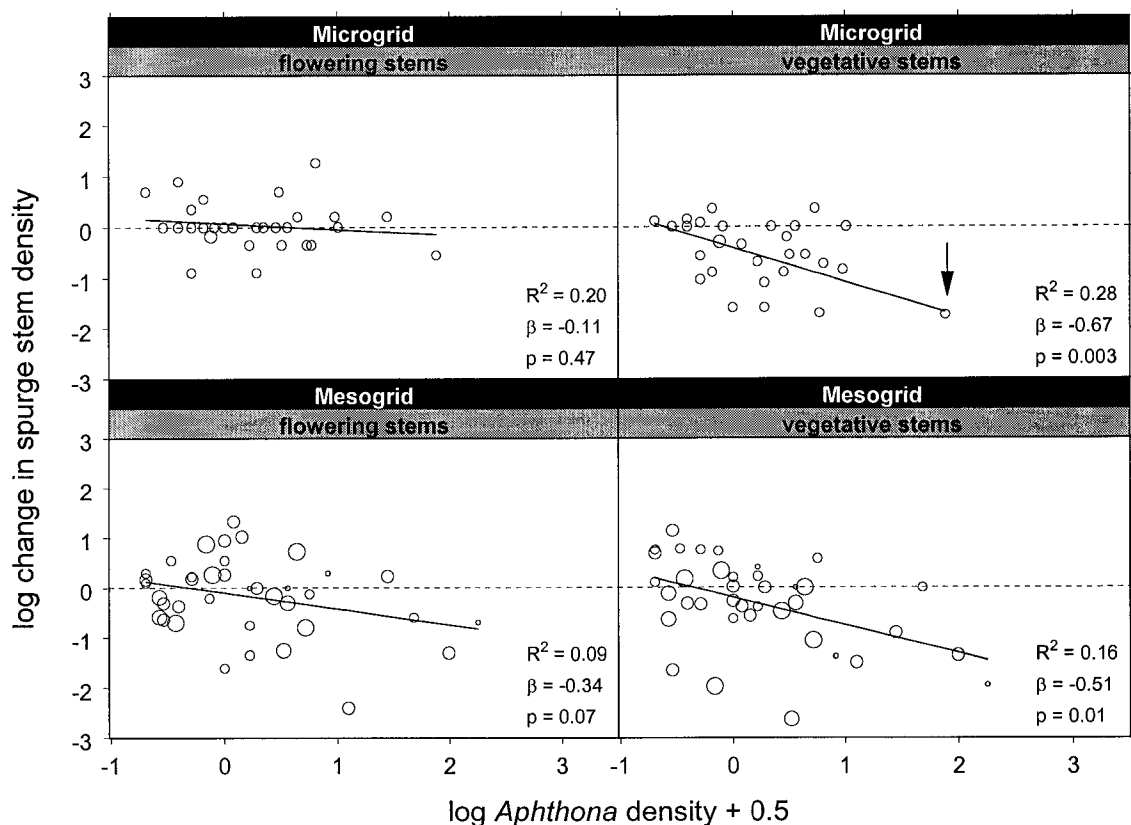 Microgrid
flowering stems
Microgrid
vegetative stems
3
2
1
0
-1
-2
-3
R² = 0.20
β = -0.11
p = 0.47
R² = 0.28
β = -0.67
p = 0.003
Mesogrid
flowering stems
Mesogrid
vegetative stems
3
2
1
0
-1
-2
-3
R² = 0.09
β = -0.34
p = 0.07
R² = 0.16
β = -0.51
p = 0.01
-1 0 1 2 3 -1 0 1 2 3
log change in spurge stem density
log Aphthona density + 0.5